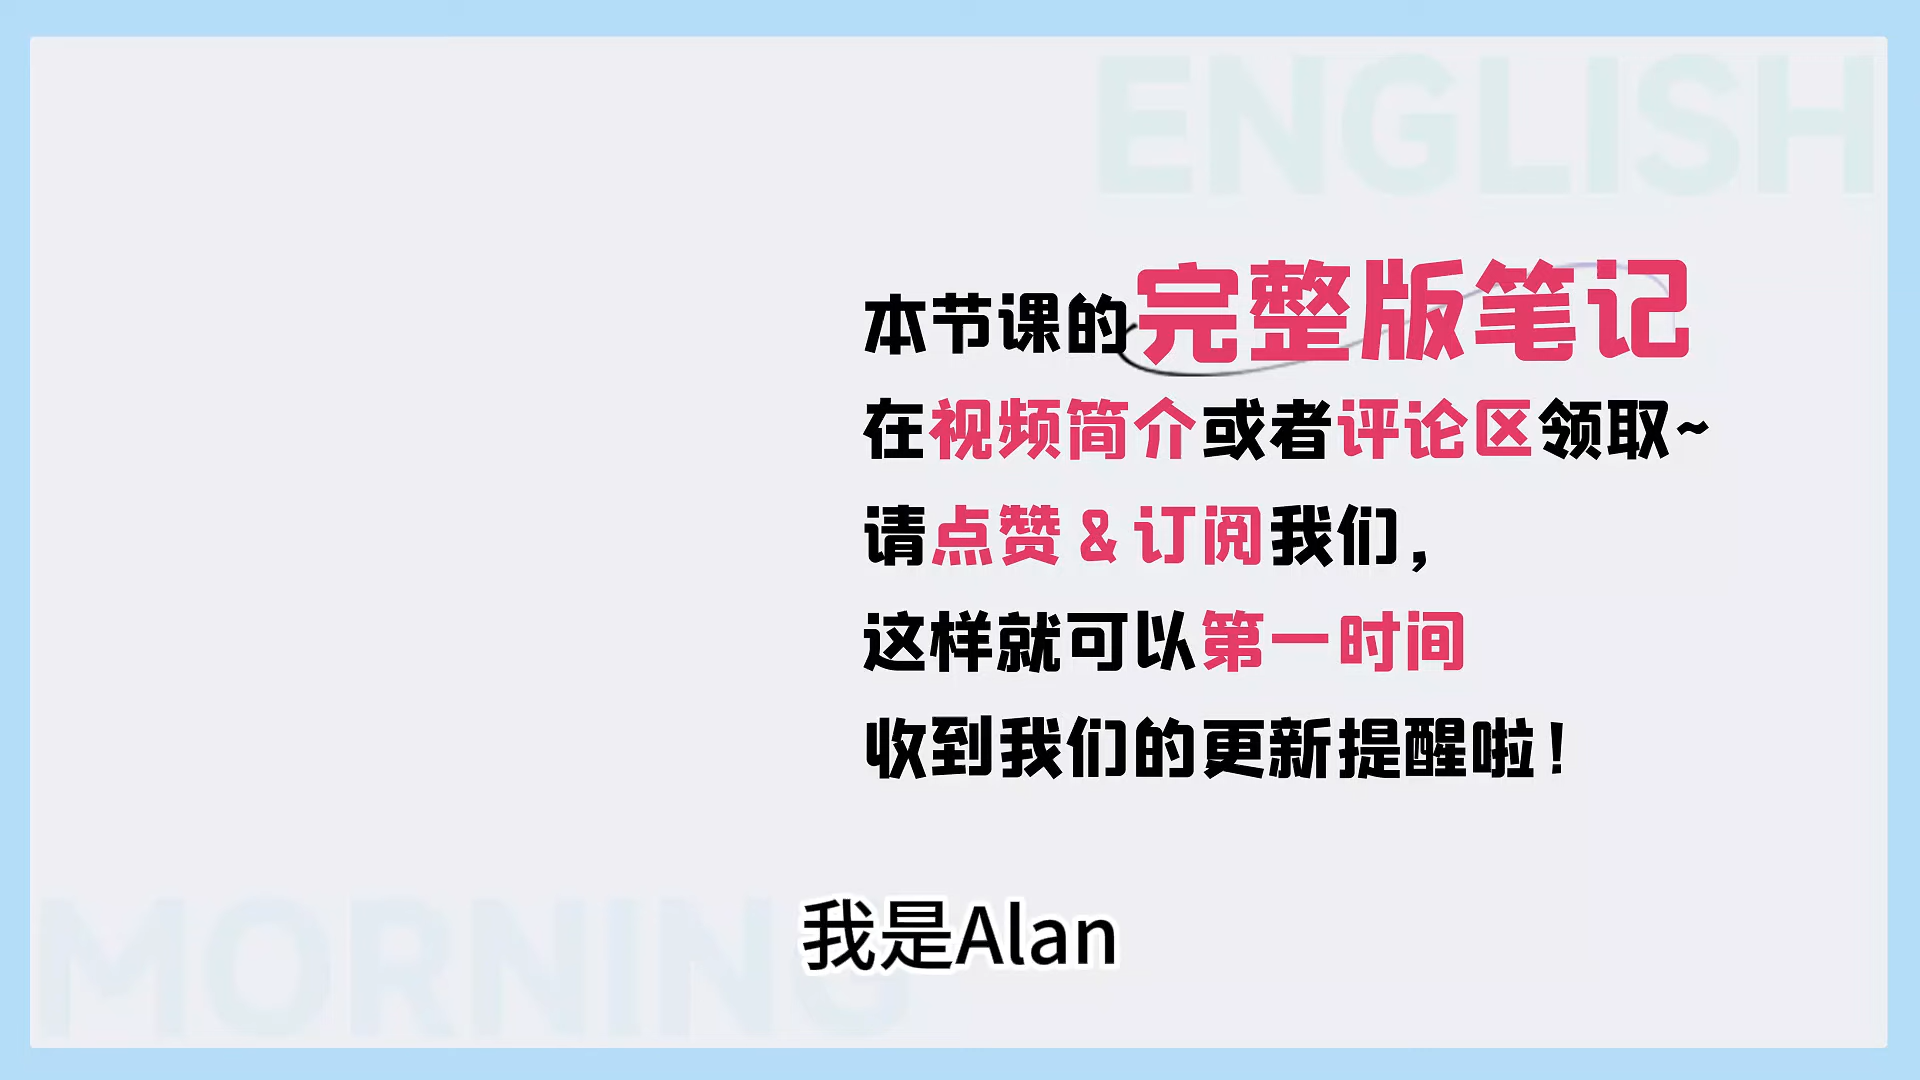 ENGLISH
本节课的完整版笔记
在视频简介或者评论区领取~
请点赞&订阅我们，
这样就可以第一时间
收到我们的更新提醒啦！
MORNING
我是Alan